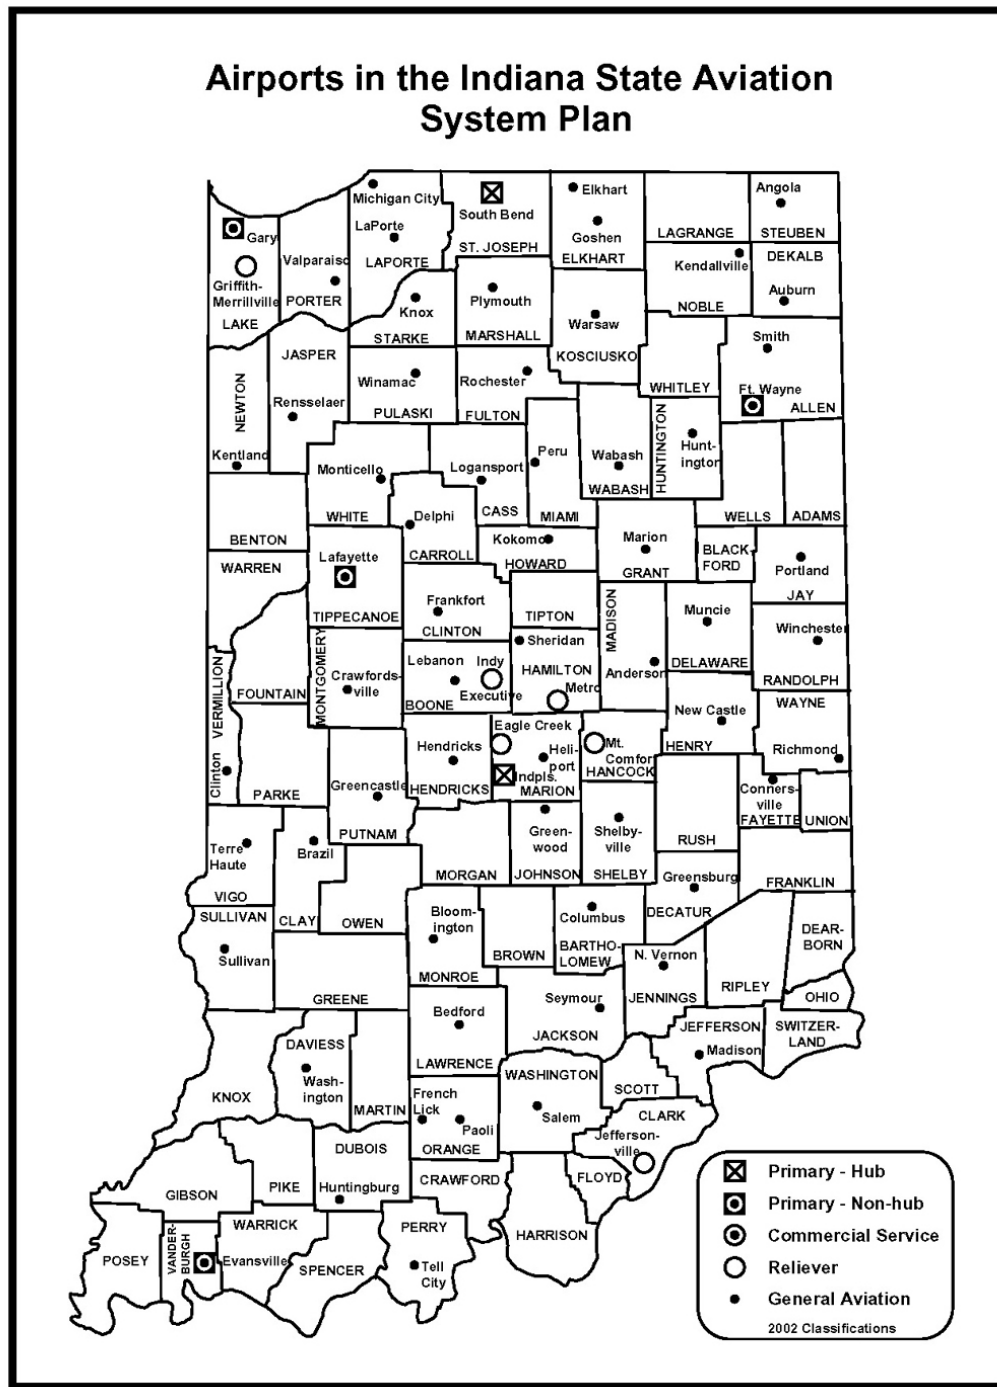 Airports in the Indiana State Aviation
System Plan
Michigan City
Elkhart
Angola
South Bend
LaPorte
Gary
Goshen
LAGRANGE
STEUBEN
ST. JOSEPH
Valparaiso
LAPORTE
ELKHART
Kendallville
DEKALB
Griffith-
Merrillville
PORTER
Knox
Plymouth
NOBLE
Auburn
LAKE
STARKE
MARSHALL
Warsaw
Smith
JASPER
KOSCIUSKO
Winamac
Rochester
WHITLEY
Ft. Wayne
NEWTON
Rensselaer
PULASKI
FULTON
ALLEN
HUNTINGTON
Hunt-
ington
Kentland
Monticello
Logansport
Peru
Wabash
WABASH
WHITE
Delphi
CASS
MIAMI
WELLS
ADAMS
BENTON
Kokomo
Marion
BLACK
FORD
WARREN
Lafayette
CARROLL
HOWARD
GRANT
Portland
JAY
TIPPECANOE
Frankfort
CLINTON
TIPTON
MADISON
Muncie
Winchester
MONTGOMERY
Sheridan
DELAWARE
Lebanon
Indy
HAMILTON
Anderson
RANDOLPH
VERMILLION
FOUNTAIN
Crawfords-
ville
BOONE
Executive
Metro
WAYNE
New Castle
Eagle Creek
Hendricks
Heli-
port
Mt.
Comfort
HENRY
Richmond
Clinton
PARKE
Greencastle
HENDRICKS
Indpls.
MARION
HANCOCK
Conners-
ville
FAYETTE
UNION
PUTNAM
Green-
wood
Shelby-
ville
RUSH
Terre
Haute
Brazil
MORGAN
JOHNSON
SHELBY
Greensburg
FRANKLIN
VIGO
SULLIVAN
CLAY
OWEN
Bloom-
ington
Columbus
DECATUR
DEAR-
BORN
Sullivan
BROWN
BARTHO-
LOMEW
N. Vernon
MONROE
RIPLEY
GREENE
Seymour
JENNINGS
OHIO
Bedford
JACKSON
JEFFERSON
SWITZER-
LAND
DAVIESS
LAWRENCE
Madison
Wash-
ington
WASHINGTON
SCOTT
KNOX
MARTIN
French
Lick
Paoli
Salem
CLARK
DUBOIS
ORANGE
Jefferson-
ville
GIBSON
PIKE
Huntingburg
CRAWFORD
FLOYD
WARRICK
PERRY
HARRISON
POSEY
VANDER-
BURGH
Evansville
SPENCER
Tell
City
Primary - Hub
Primary - Non-hub
Commercial Service
Reliever
General Aviation
2002 Classifications